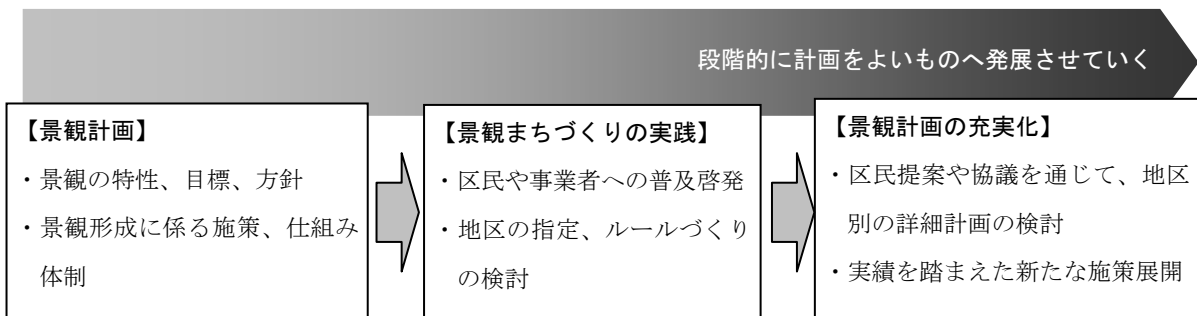 段階的に計画をよいものへ発展させていく
【景観計画】
・景観の特性、目標、方針
・景観形成に係る施策、仕組み
体制
【景観まちづくりの実践】
・区民や事業者への普及啓発
・地区の指定、ルールづくり
の検討
【景観計画の充実化】
・区民提案や協議を通じて、地区
別の詳細計画の検討
・実績を踏まえた新たな施策展開